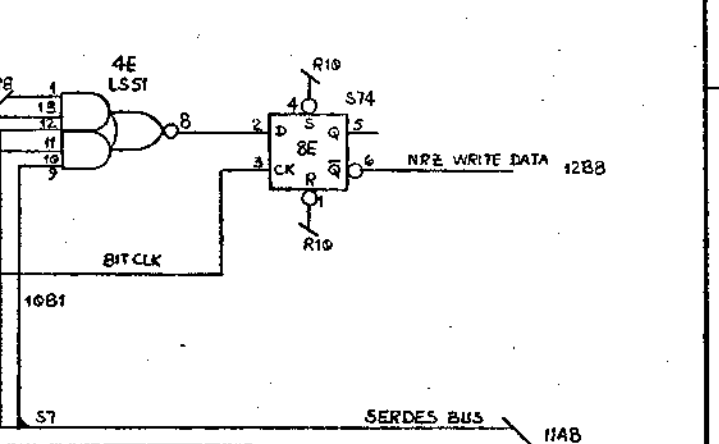 4E
LS51
1
13
12
11
10
9
8
R10
4
S74
2 D S Q 5
8E
3 CK R Q 6
1
R10
NRZ WRITE DATA 12B8
BIT CLK
10B1
S7
SERDES BUS
11A8